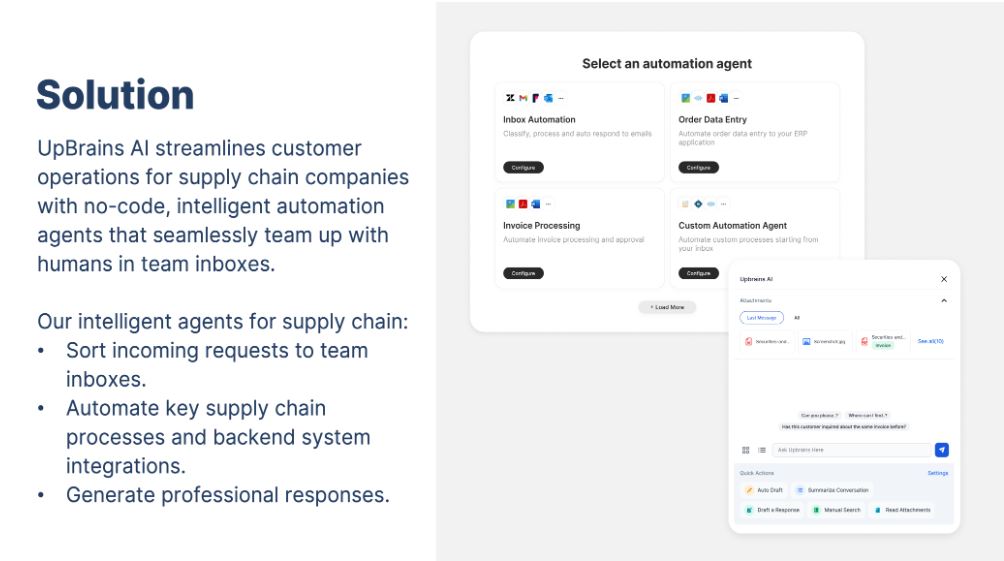 Solution
UpBrains AI streamlines customer
operations for supply chain companies
with no-code, intelligent automation
agents that seamlessly team up with
humans in team inboxes.
Our intelligent agents for supply chain:
• Sort incoming requests to team
inboxes.
• Automate key supply chain
processes and backend system
integrations.
• Generate professional responses.
Select an automation agent
Inbox Automation
Classify, process and auto respond to emails
Configure
Order Data Entry
Automate order data entry to your ERP
application
Configure
Invoice Processing
Automate Invoice processing and approval
Configure
Custom Automation Agent
Automate custom processes starting from
your inbox
Configure
+ Load More
Upbrains AI
Attachments
Last Message All
Securities and... Screenshot.jpg Securities and... See all(10)
Invoice
Can you please ? Where can I find ?
Has this customer inquired about the same invoice before?
Ask Upbrains Here
Quick Actions Settings
Auto Draft Summarize Conversation
Draft a Response Manual Search Read Attachments